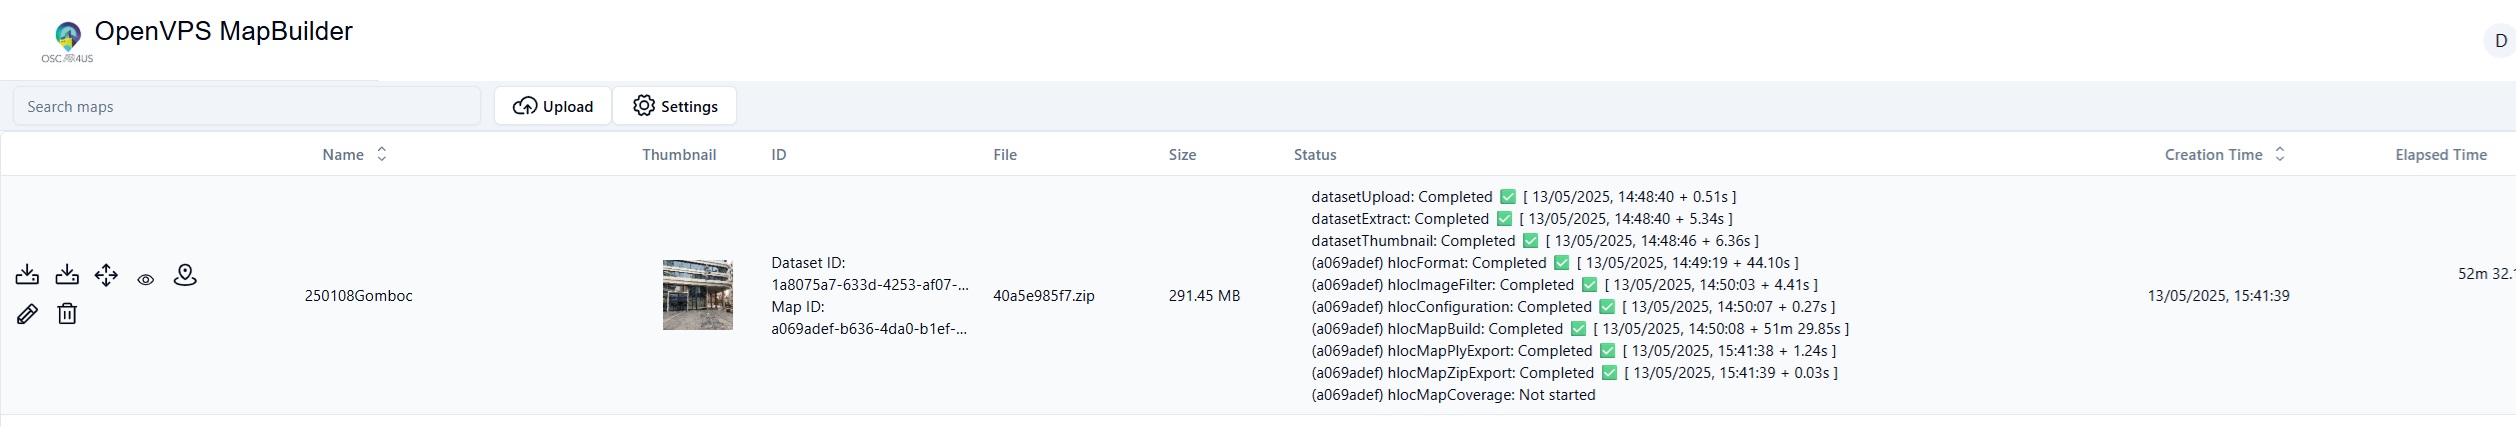 OpenVPS MapBuilder
OSCAR4US
D
Search maps
Upload
Settings
Name
Thumbnail
ID
File
Size
Status
Creation Time
Elapsed Time
250108Gomboc
Dataset ID:
1a8075a7-633d-4253-af07-...
Map ID:
a069adef-b636-4da0-b1ef-...
40a5e985f7.zip
291.45 MB
datasetUpload: Completed ✅ [ 13/05/2025, 14:48:40 + 0.51s ]
datasetExtract: Completed ✅ [ 13/05/2025, 14:48:40 + 5.34s ]
datasetThumbnail: Completed ✅ [ 13/05/2025, 14:48:46 + 6.36s ]
(a069adef) hlocFormat: Completed ✅ [ 13/05/2025, 14:49:19 + 44.10s ]
(a069adef) hlocImageFilter: Completed ✅ [ 13/05/2025, 14:50:03 + 4.41s ]
(a069adef) hlocConfiguration: Completed ✅ [ 13/05/2025, 14:50:07 + 0.27s ]
(a069adef) hlocMapBuild: Completed ✅ [ 13/05/2025, 14:50:08 + 51m 29.85s ]
(a069adef) hlocMapPlyExport: Completed ✅ [ 13/05/2025, 15:41:38 + 1.24s ]
(a069adef) hlocMapZipExport: Completed ✅ [ 13/05/2025, 15:41:39 + 0.03s ]
(a069adef) hlocMapCoverage: Not started
13/05/2025, 15:41:39
52m 32.1